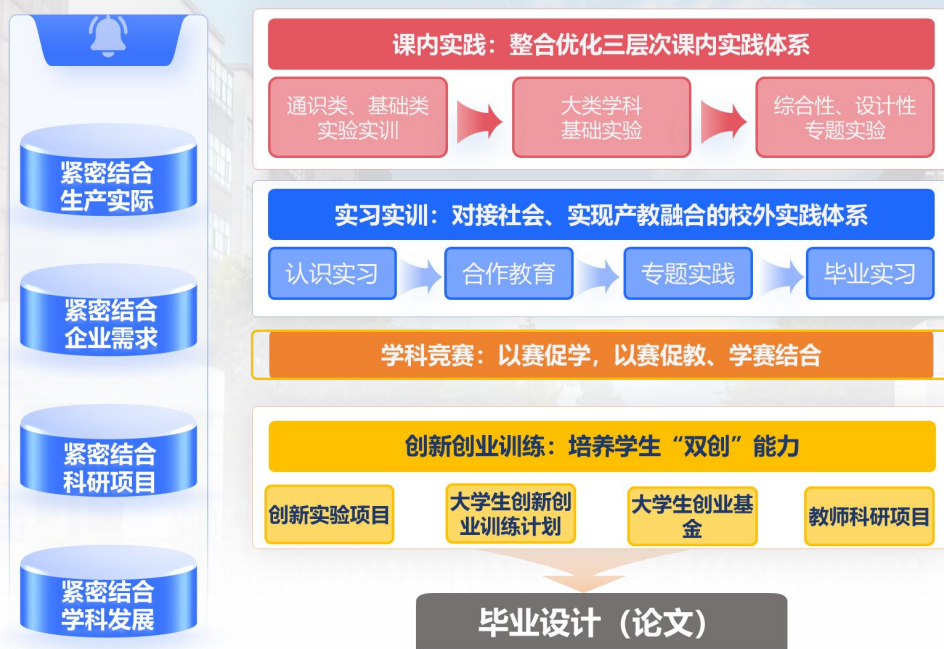 紧密结合
生产实际
紧密结合
企业需求
紧密结合
科研项目
紧密结合
学科发展
课内实践：整合优化三层次课内实践体系
通识类、基础类
实验实训
大类学科
基础实验
综合性、设计性
专题实验
实习实训：对接社会、实现产教融合的校外实践体系
认识实习
合作教育
专题实践
毕业实习
学科竞赛：以赛促学，以赛促教、学赛结合
创新创业训练：培养学生“双创”能力
创新实验项目
大学生创新创
业训练计划
大学生创业基
金
教师科研项目
毕业设计（论文）